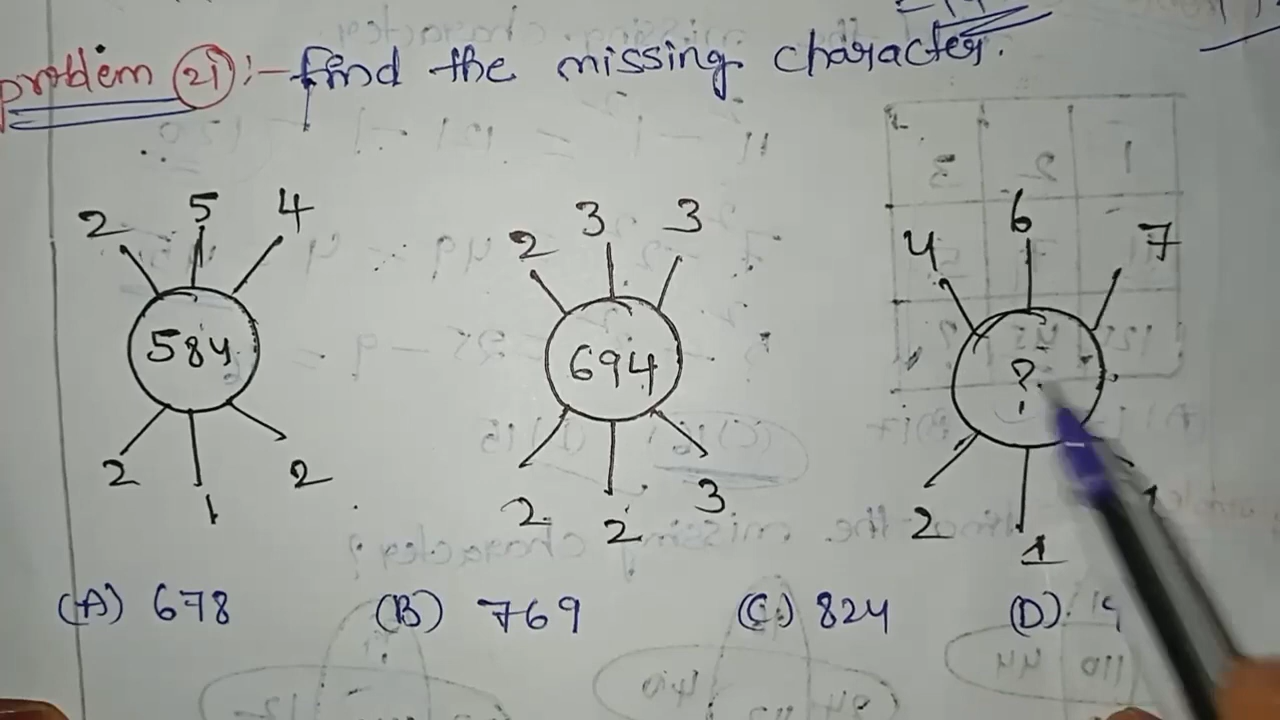 problem 21 :- find the missing character.
2 5 4
584
2 1 2
2 3 3
694
2 2 3
4 6 7
?
2 1
(A) 678 (B) 769 (C) 824 (D)